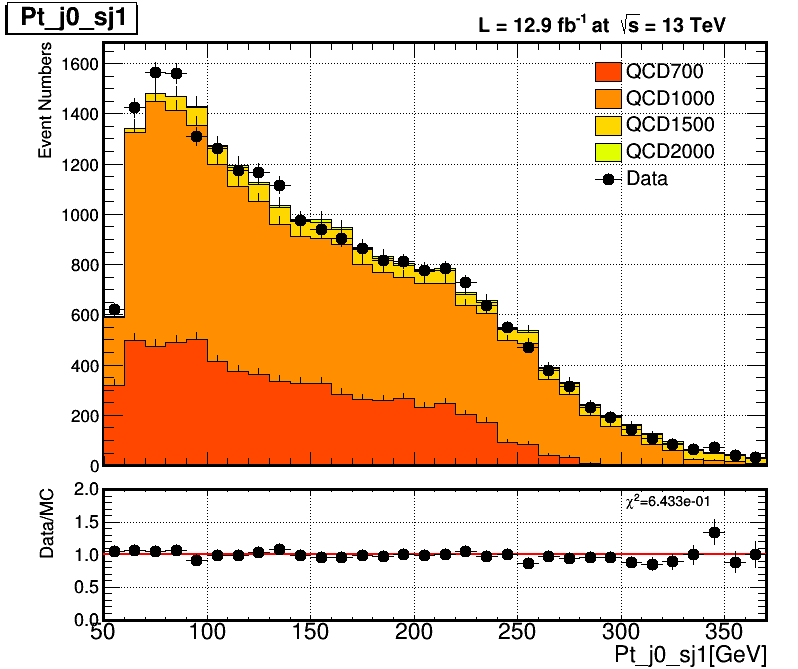 Pt_j0_sj1
L = 12.9 fb⁻¹ at √s = 13 TeV
Event Numbers
1600
1400
1200
1000
800
600
400
200
0
QCD700
QCD1000
QCD1500
QCD2000
Data
Data/MC
2.0
1.5
1.0
0.5
0.0
χ²=6.433e-01
50 100 150 200 250 300 350
Pt_j0_sj1[GeV]